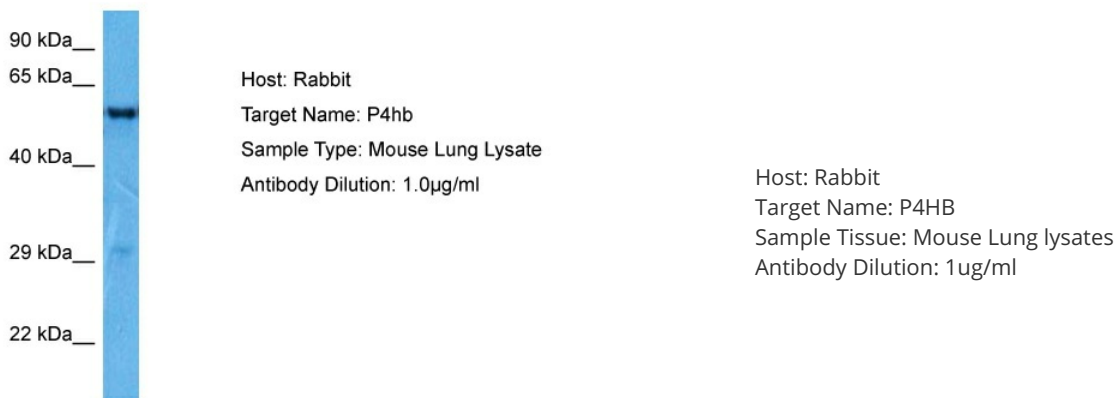 90 kDa__
65 kDa__
40 kDa__
29 kDa__
22 kDa__
Host: Rabbit
Target Name: P4hb
Sample Type: Mouse Lung Lysate
Antibody Dilution: 1.0µg/ml
Host: Rabbit
Target Name: P4HB
Sample Tissue: Mouse Lung lysates
Antibody Dilution: 1ug/ml